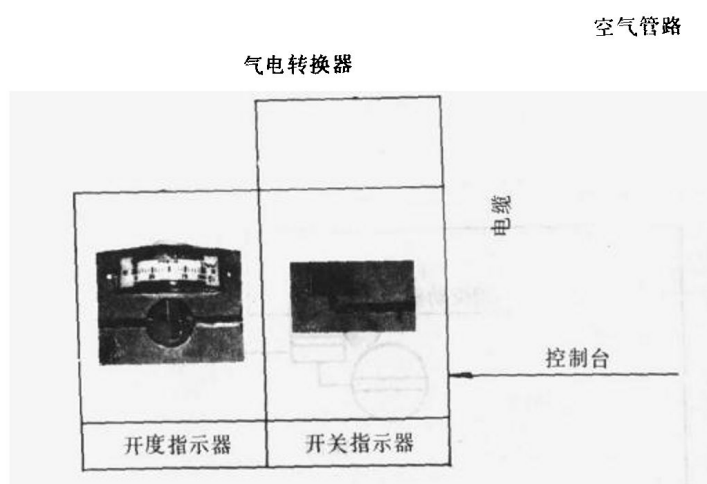 空气管路
气电转换器
电缆
控制台
开度指示器
开关指示器